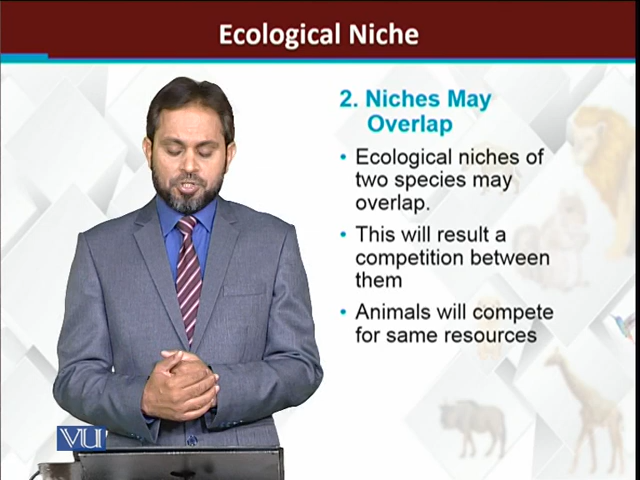 Ecological Niche
2. Niches May
Overlap
• Ecological niches of
two species may
overlap.
• This will result a
competition between
them
• Animals will compete
for same resources
VU